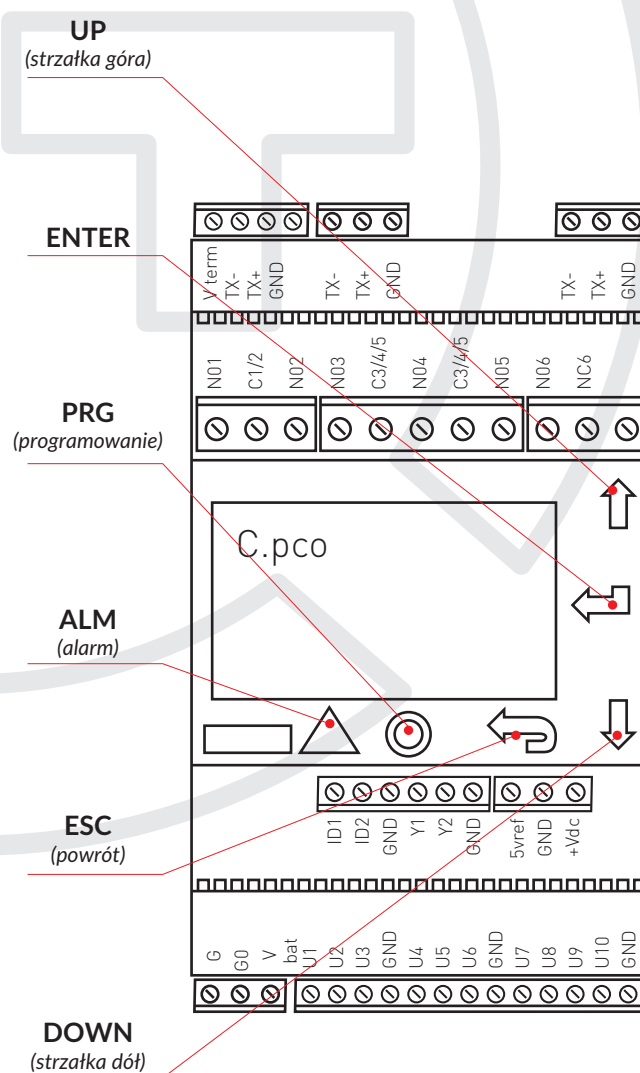 UP
(strzałka góra)
ENTER
V term
TX-
TX+
GND
TX-
TX+
GND
TX-
TX+
GND
N01
C1/2
N02
N03
C3/4/5
N04
C3/4/5
N05
N06
NC6
PRG
(programowanie)
C.pco
ALM
(alarm)
ID1
ID2
GND
Y1
Y2
GND
5vref
GND
+Vdc
ESC
(powrót)
G
G0
V bat
U1
U2
U3
GND
U4
U5
U6
GND
U7
U8
U9
U10
GND
DOWN
(strzałka dół)